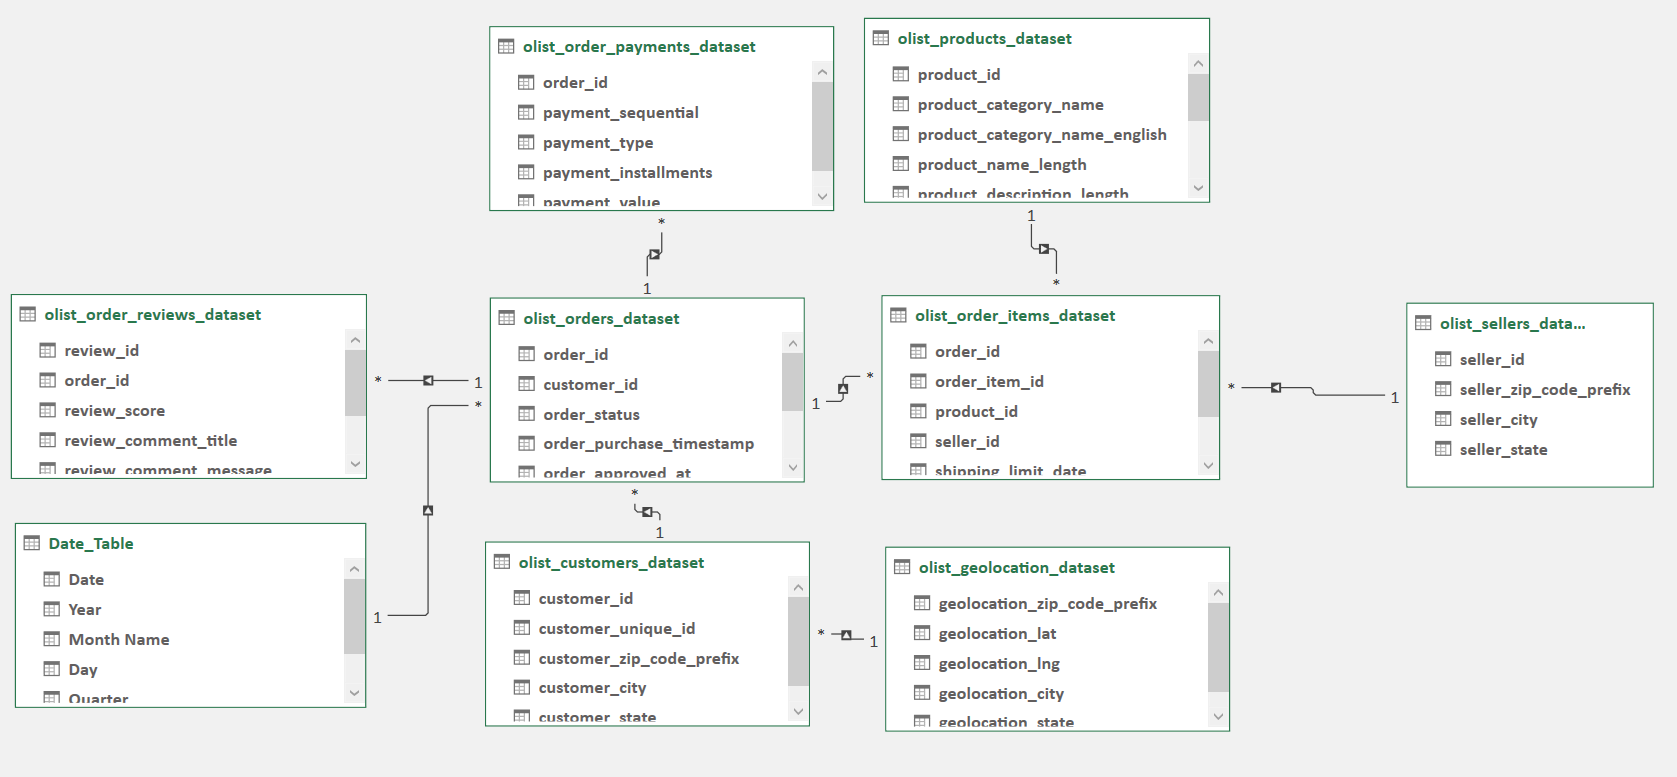 olist_order_payments_dataset
order_id
payment_sequential
payment_type
payment_installments
payment_value
*
1
olist_products_dataset
product_id
product_category_name
product_category_name_english
product_name_length
product_description_length
1
*
olist_order_reviews_dataset
review_id
order_id
review_score
review_comment_title
review_comment_message
*
1
*
olist_orders_dataset
order_id
customer_id
order_status
order_purchase_timestamp
order_approved_at
1
*
olist_order_items_dataset
order_id
order_item_id
product_id
seller_id
shipping_limit_date
*
1
olist_sellers_data...
seller_id
seller_zip_code_prefix
seller_city
seller_state
*
1
Date_Table
Date
Year
Month Name
Day
Quarter
1
olist_customers_dataset
customer_id
customer_unique_id
customer_zip_code_prefix
customer_city
customer_state
*
1
olist_geolocation_dataset
geolocation_zip_code_prefix
geolocation_lat
geolocation_lng
geolocation_city
geolocation_state